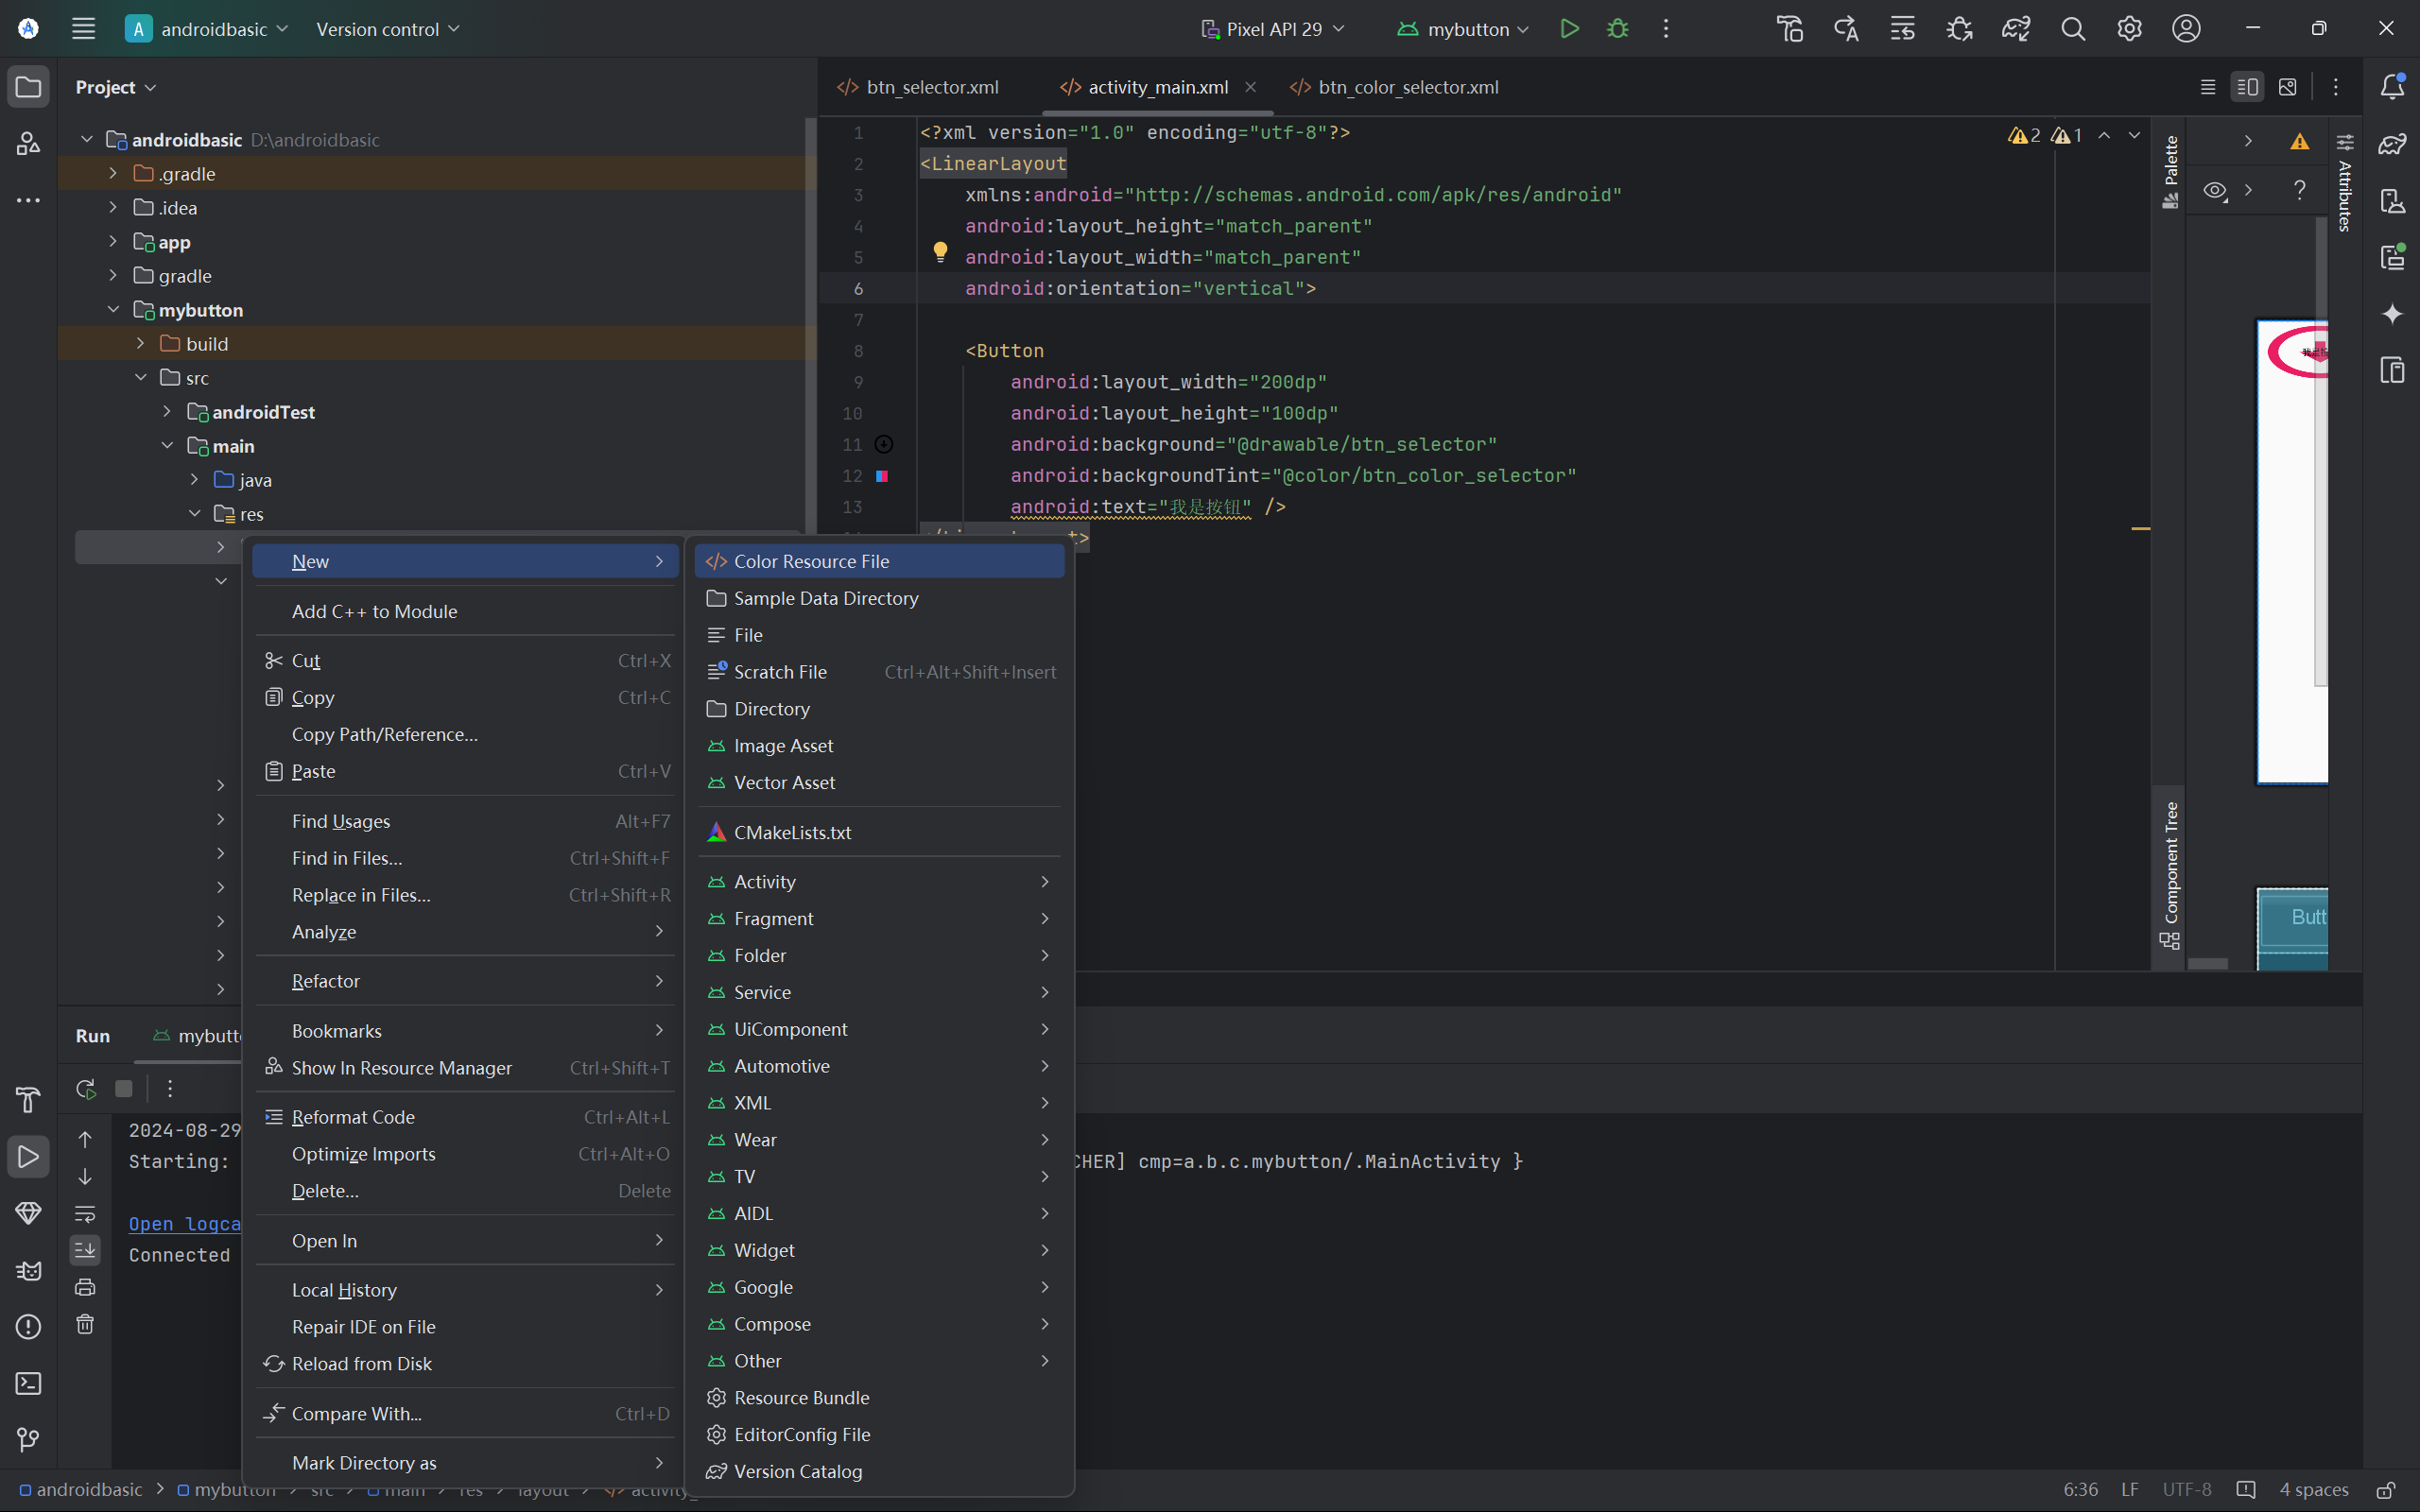 A androidbasic Version control Pixel API 29 mybutton
Project
androidbasic D:\androidbasic
.gradle
.idea
app
gradle
mybutton
build
src
androidTest
main
java
res
btn_selector.xml activity_main.xml btn_color_selector.xml
1 <?xml version="1.0" encoding="utf-8"?>
2 <LinearLayout
3 xmlns:android="http://schemas.android.com/apk/res/android"
4 android:layout_height="match_parent"
5 android:layout_width="match_parent"
6 android:orientation="vertical">
7
8 <Button
9 android:layout_width="200dp"
10 android:layout_height="100dp"
11 android:background="@drawable/btn_selector"
12 android:backgroundTint="@color/btn_color_selector"
13 android:text="我是按钮" />
2 1
Palette
?
Attributes
Component Tree
Butt
New
Add C++ to Module
Cut Ctrl+X
Copy Ctrl+C
Copy Path/Reference...
Paste Ctrl+V
Find Usages Alt+F7
Find in Files... Ctrl+Shift+F
Replace in Files... Ctrl+Shift+R
Analyze
Refactor
Bookmarks
Show In Resource Manager Ctrl+Shift+T
Reformat Code Ctrl+Alt+L
Optimize Imports Ctrl+Alt+O
Delete... Delete
Open In
Local History
Repair IDE on File
Reload from Disk
Compare With... Ctrl+D
Mark Directory as
Color Resource File
Sample Data Directory
File
Scratch File Ctrl+Alt+Shift+Insert
Directory
Image Asset
Vector Asset
CMakeLists.txt
Activity
Fragment
Folder
Service
UiComponent
Automotive
XML
Wear
TV
AIDL
Widget
Google
Compose
Other
Resource Bundle
EditorConfig File
Version Catalog
Run mybutt
2024-08-29
Starting: CHER] cmp=a.b.c.mybutton/.MainActivity }
Open logca
Connected
androidbasic mybutton src main res layout activity_
6:36 LF UTF-8 4 spaces